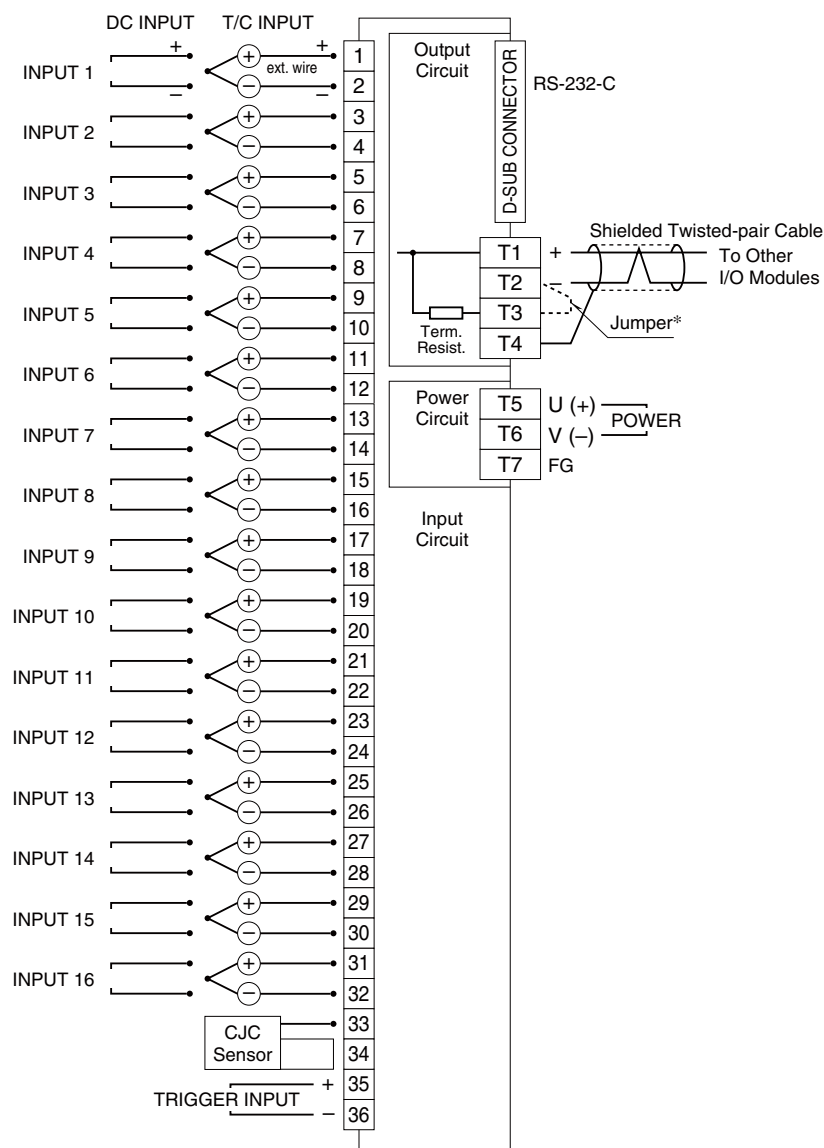 DC INPUT T/C INPUT
INPUT 1 + – + ext. wire + – – 1 2
INPUT 2 + – 3 4
INPUT 3 + – 5 6
INPUT 4 + – 7 8
INPUT 5 + – 9 10
INPUT 6 + – 11 12
INPUT 7 + – 13 14
INPUT 8 + – 15 16
INPUT 9 + – 17 18
INPUT 10 + – 19 20
INPUT 11 + – 21 22
INPUT 12 + – 23 24
INPUT 13 + – 25 26
INPUT 14 + – 27 28
INPUT 15 + – 29 30
INPUT 16 + – 31 32
CJC
Sensor
33
34
TRIGGER INPUT + 35
– 36
Output
Circuit
D-SUB CONNECTOR
RS-232-C
Shielded Twisted-pair Cable
To Other
I/O Modules
T1 +
T2 –
T3
T4
Term.
Resist.
Jumper*
Power
Circuit
T5 U (+)
T6 V (–)
POWER
T7 FG
Input
Circuit